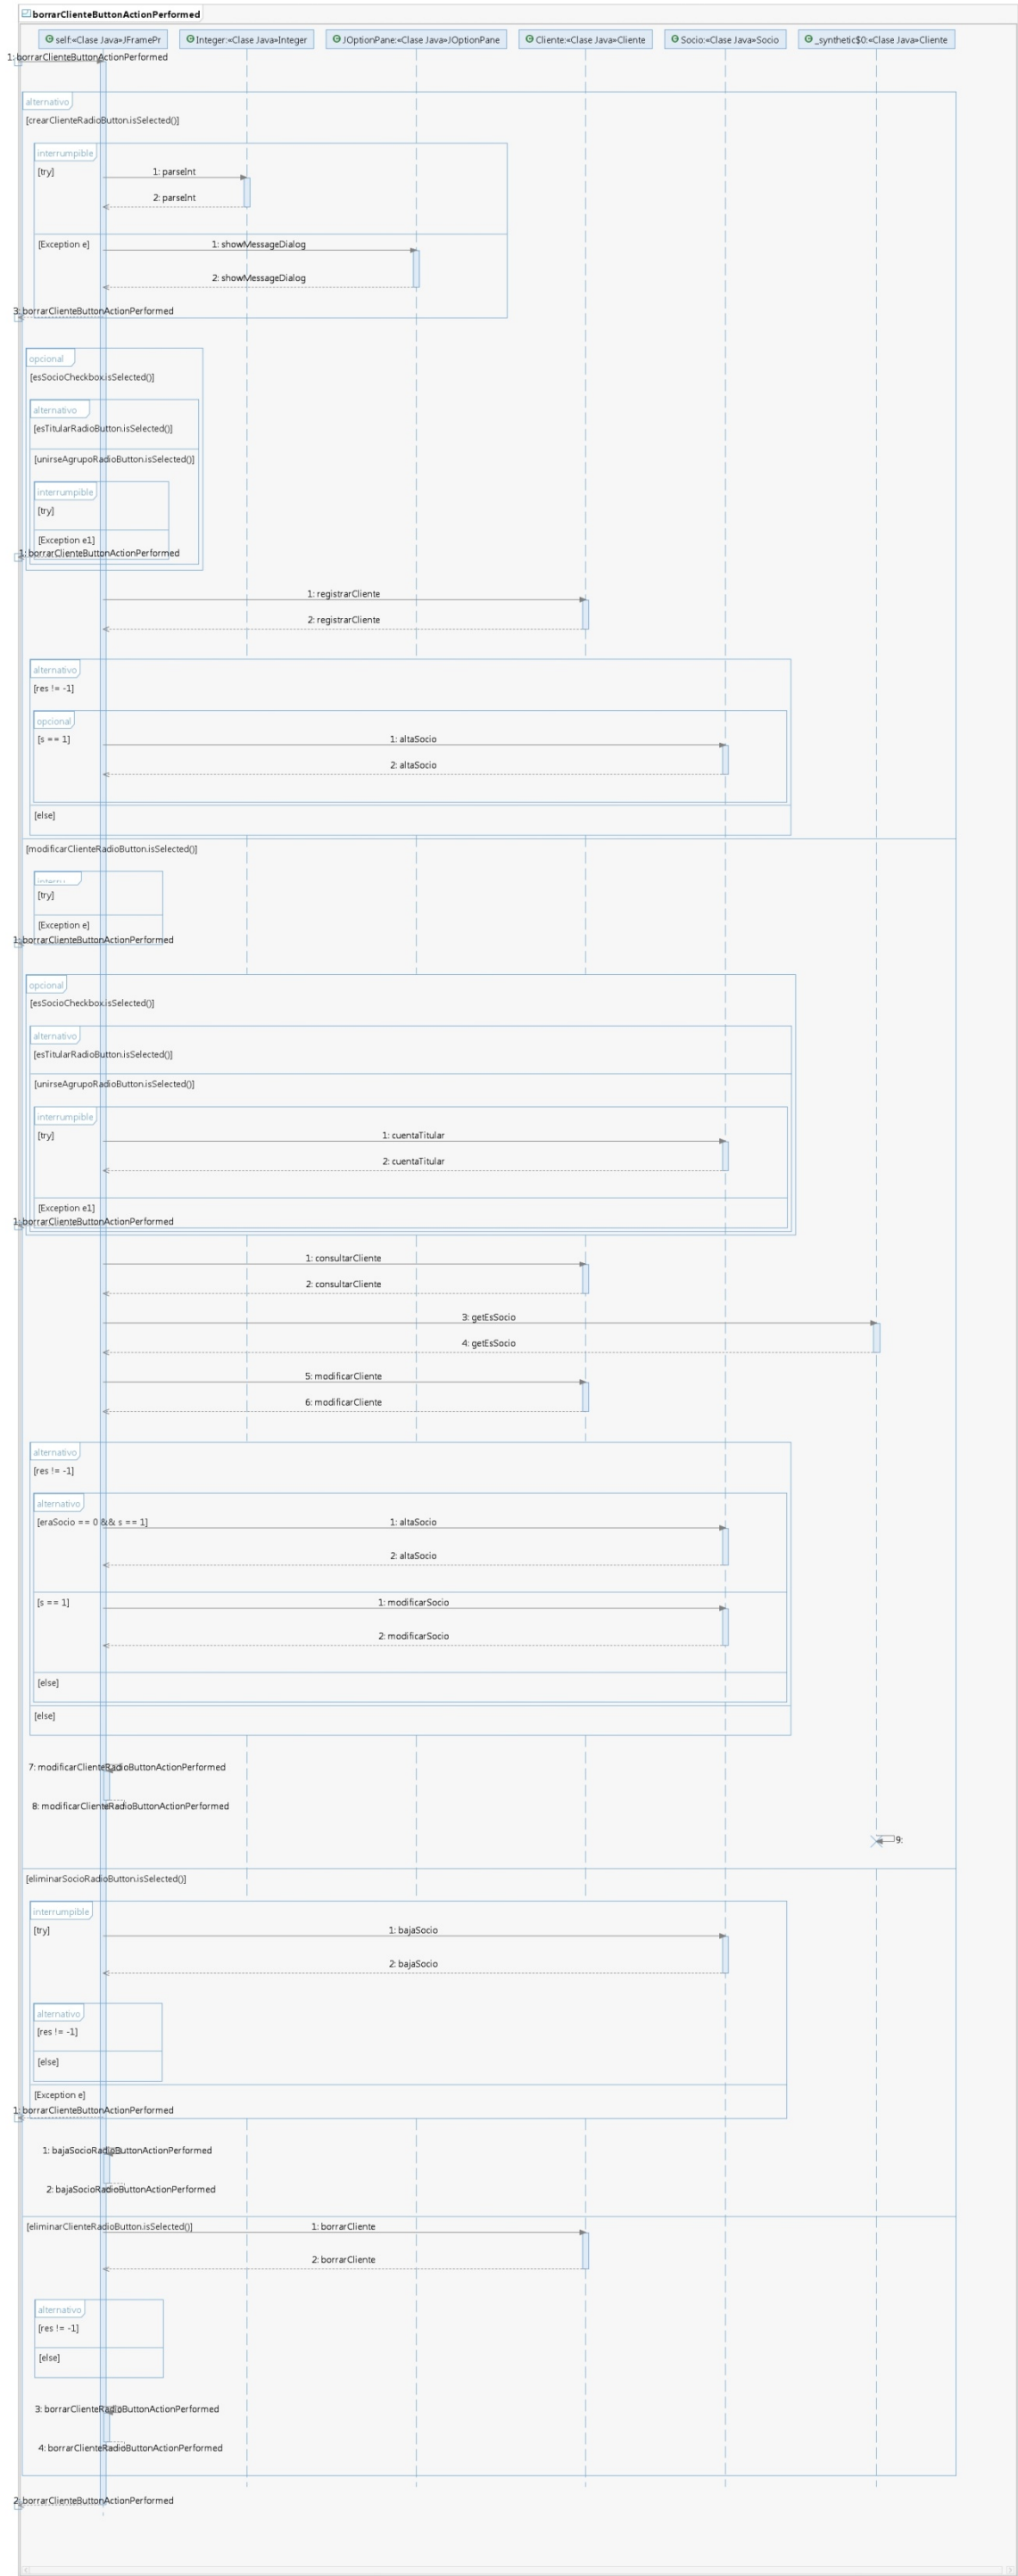 borrarClienteButtonActionPerformed
self:«Clase Java»JFramePr
Integer:«Clase Java»Integer
JOptionPane:«Clase Java»JOptionPane
Cliente:«Clase Java»Cliente
Socio:«Clase Java»Socio
_synthetic$0:«Clase Java»Cliente
1: borrarClienteButtonActionPerformed
alternativo
[crearClienteRadioButton.isSelected()]
interrumpible
[try]
1: parseInt
2: parseInt
[Exception e]
1: showMessageDialog
2: showMessageDialog
3: borrarClienteButtonActionPerformed
opcional
[esSocioCheckbox.isSelected()]
alternativo
[esTitularRadioButton.isSelected()]
[unirseAgrupoRadioButton.isSelected()]
interrumpible
[try]
[Exception e1]
1: borrarClienteButtonActionPerformed
1: registrarCliente
2: registrarCliente
alternativo
[res != -1]
opcional
[s == 1]
1: altaSocio
2: altaSocio
[else]
[modificarClienteRadioButton.isSelected()]
[try]
[Exception e]
1: borrarClienteButtonActionPerformed
opcional
[esSocioCheckbox.isSelected()]
alternativo
[esTitularRadioButton.isSelected()]
[unirseAgrupoRadioButton.isSelected()]
interrumpible
[try]
1: cuentaTitular
2: cuentaTitular
[Exception e1]
1: borrarClienteButtonActionPerformed
1: consultarCliente
2: consultarCliente
3: getEsSocio
4: getEsSocio
5: modificarCliente
6: modificarCliente
alternativo
[res != -1]
alternativo
[eraSocio == 0 && s == 1]
1: altaSocio
2: altaSocio
[s == 1]
1: modificarSocio
2: modificarSocio
[else]
[else]
7: modificarClienteRadioButtonActionPerformed
8: modificarClienteRadioButtonActionPerformed
9:
[eliminarSocioRadioButton.isSelected()]
interrumpible
[try]
1: bajaSocio
2: bajaSocio
alternativo
[res != -1]
[else]
[Exception e]
1: borrarClienteButtonActionPerformed
1: bajaSocioRadioButtonActionPerformed
2: bajaSocioRadioButtonActionPerformed
[eliminarClienteRadioButton.isSelected()]
1: borrarCliente
2: borrarCliente
alternativo
[res != -1]
[else]
3: borrarClienteRadioButtonActionPerformed
4: borrarClienteRadioButtonActionPerformed
2: borrarClienteButtonActionPerformed